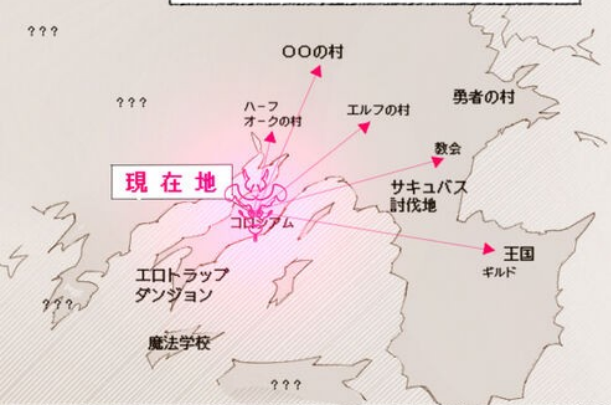 ???
〇〇の村
???
ハーフ
オークの村
エルフの村
勇者の村
教会
現在地
サキュバス
討伐地
コロシアム
王国
ギルド
エロトラップ
ダンジョン
???
魔法学校
???